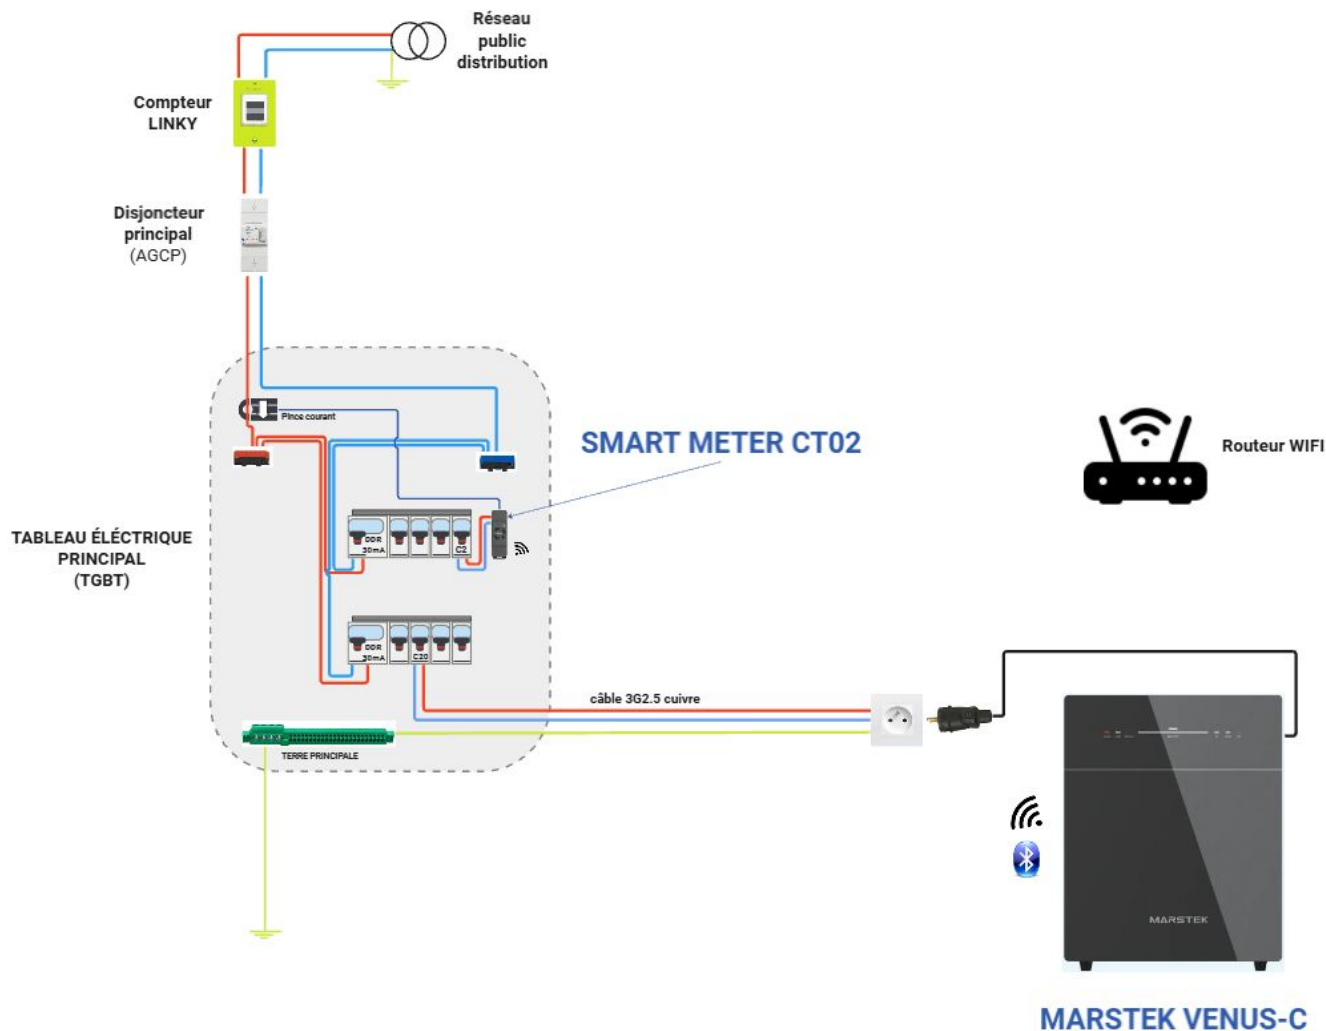 Réseau
public
distribution
Compteur
LINKY
Disjoncteur
principal
(AGCP)
Pince courant
SMART METER CT02
Routeur WIFI
TABLEAU ÉLÉCTRIQUE
PRINCIPAL
(TGBT)
DDR
30mA
C2
DDR
30mA
C20
câble 3G2.5 cuivre
TERRE PRINCIPALE
MARSTEK
MARSTEK VENUS-C